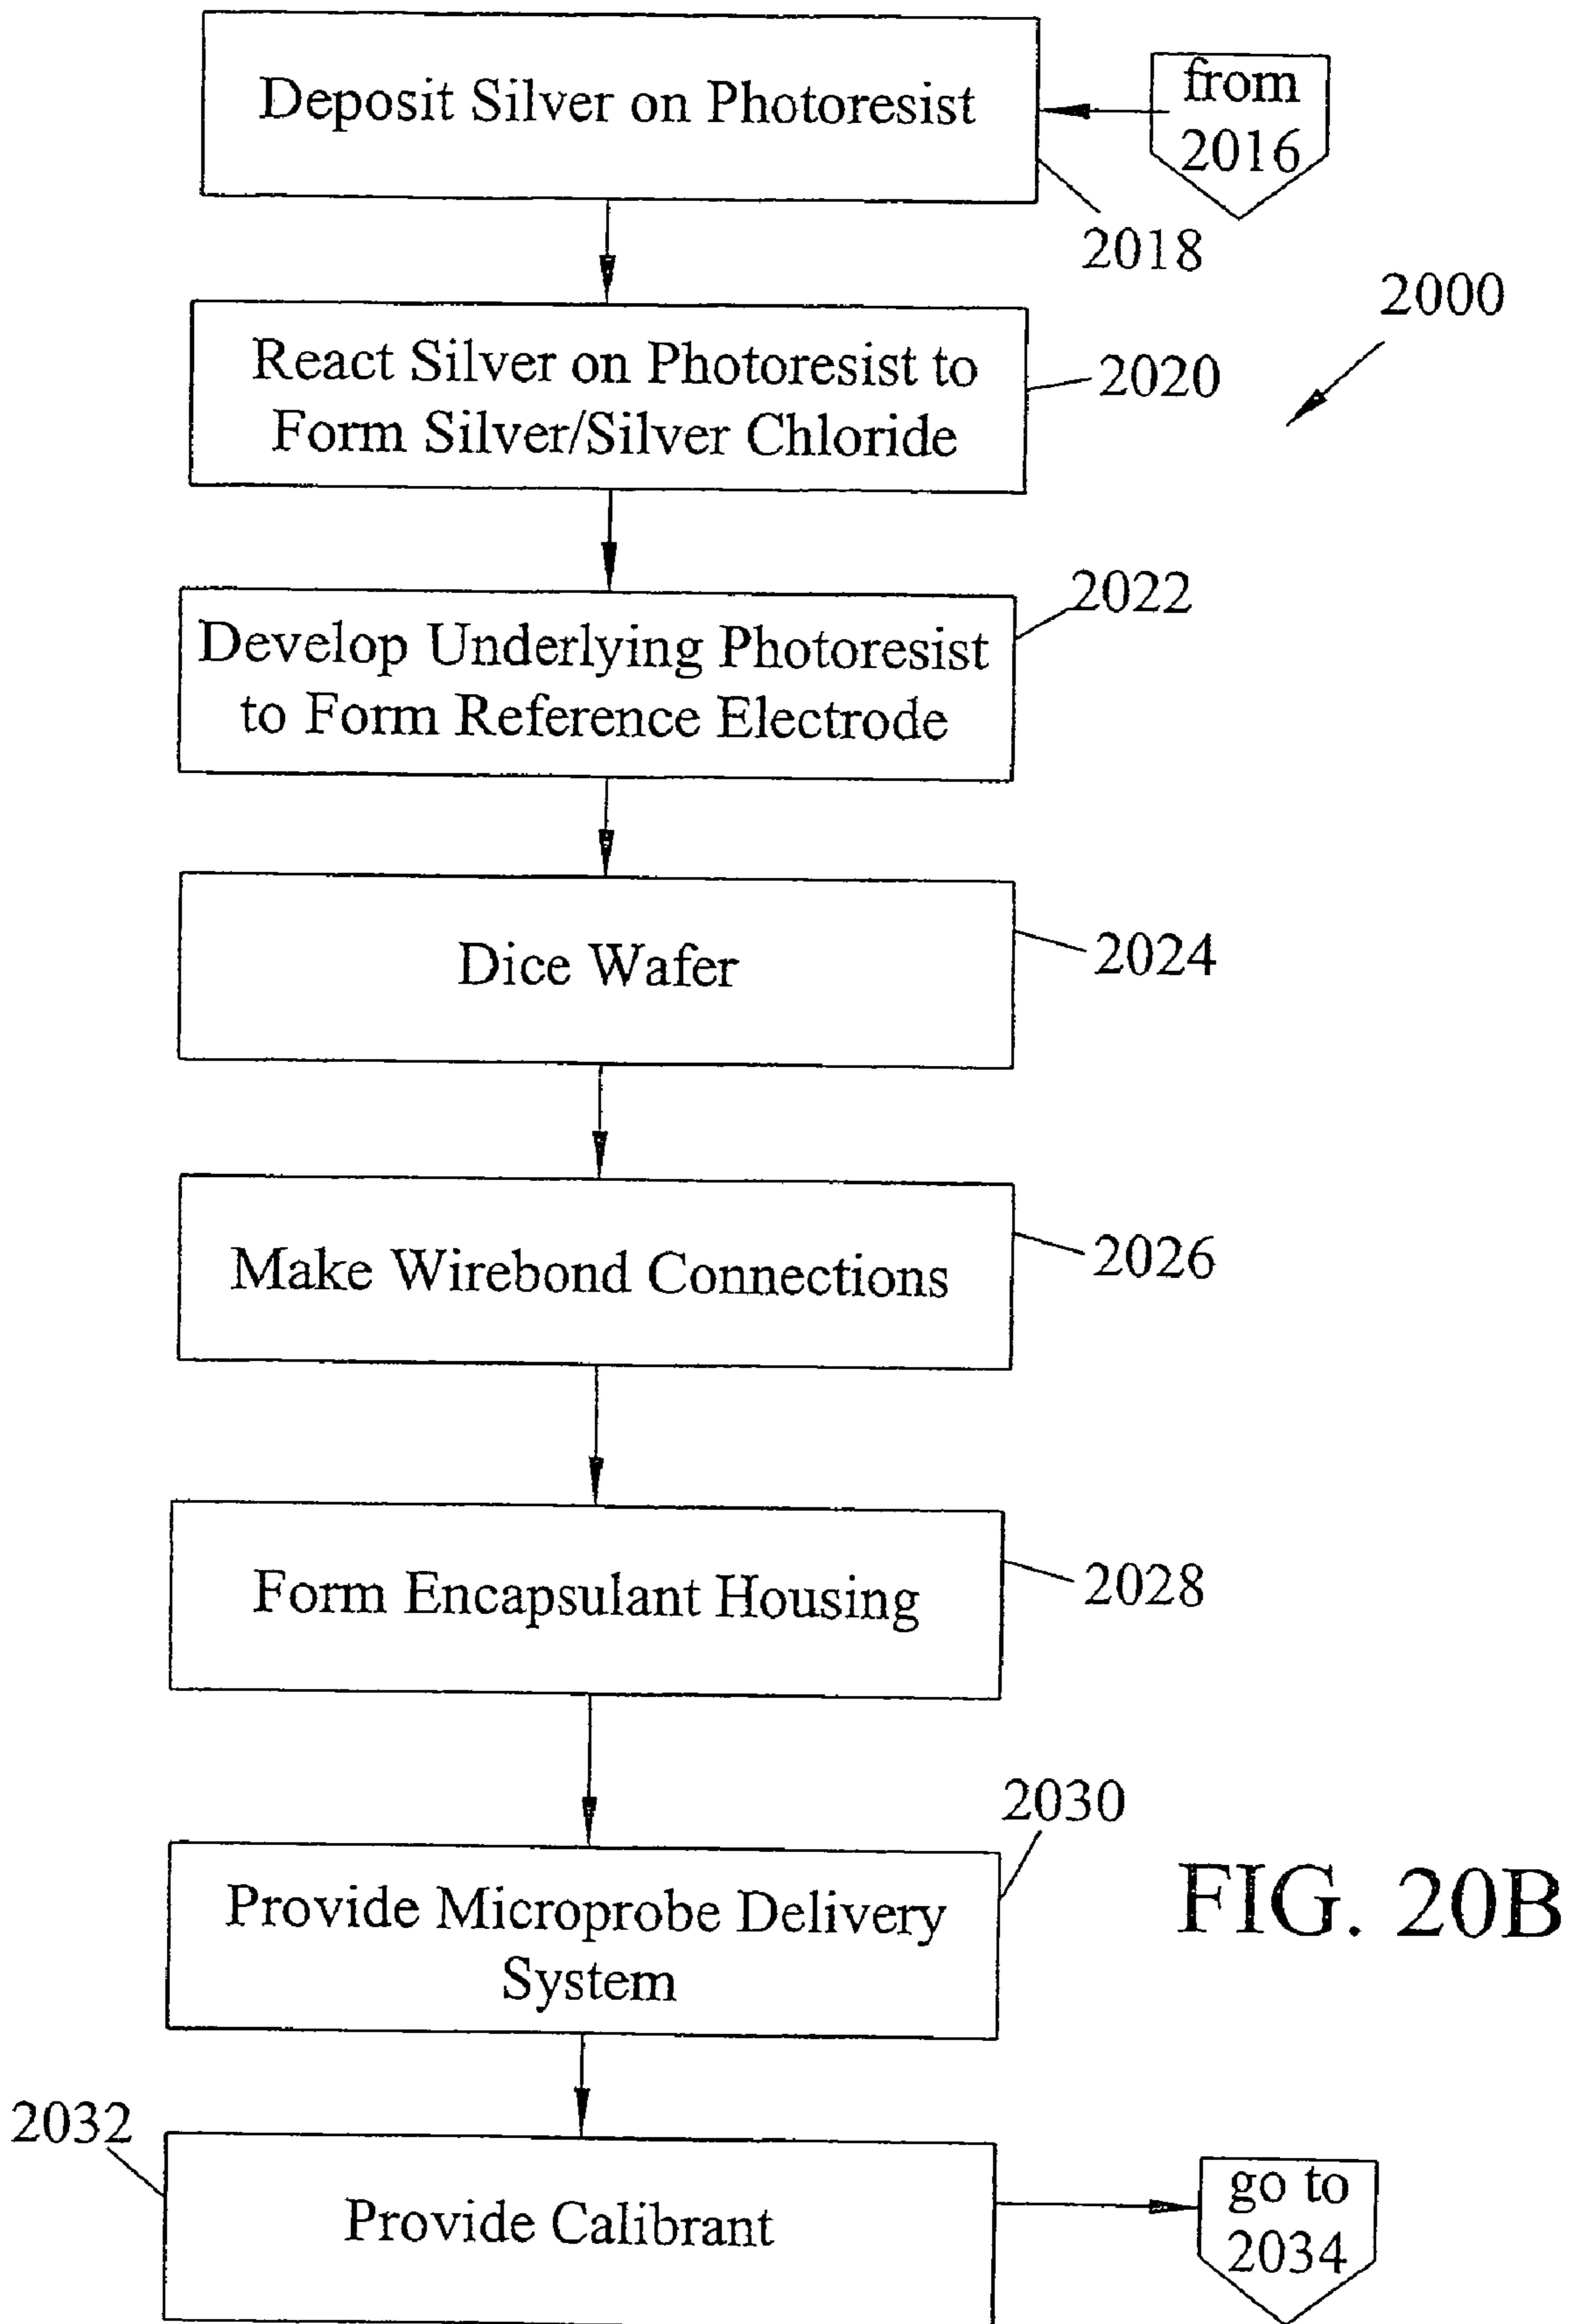 Deposit Silver on Photoresist
from
2016
2018
2000
React Silver on Photoresist to
Form Silver/Silver Chloride
2020
2022
Develop Underlying Photoresist
to Form Reference Electrode
Dice Wafer
2024
Make Wirebond Connections
2026
Form Encapsulant Housing
2028
2030
Provide Microprobe Delivery
System
FIG. 20B
2032
Provide Calibrant
go to
2034